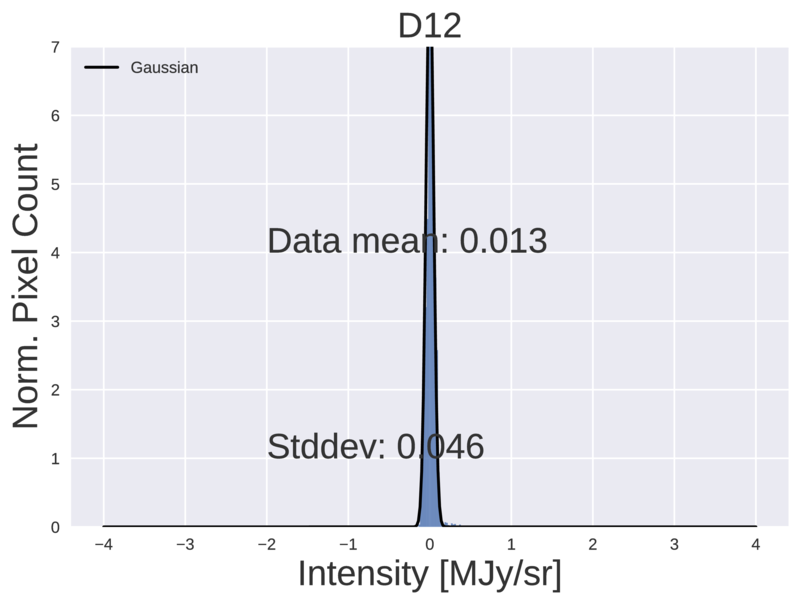 D12
7
Gaussian
6
5
4
3
2
1
0
Norm. Pixel Count
Data mean: 0.013
Stddev: 0.046
−4 −3 −2 −1 0 1 2 3 4
Intensity [MJy/sr]